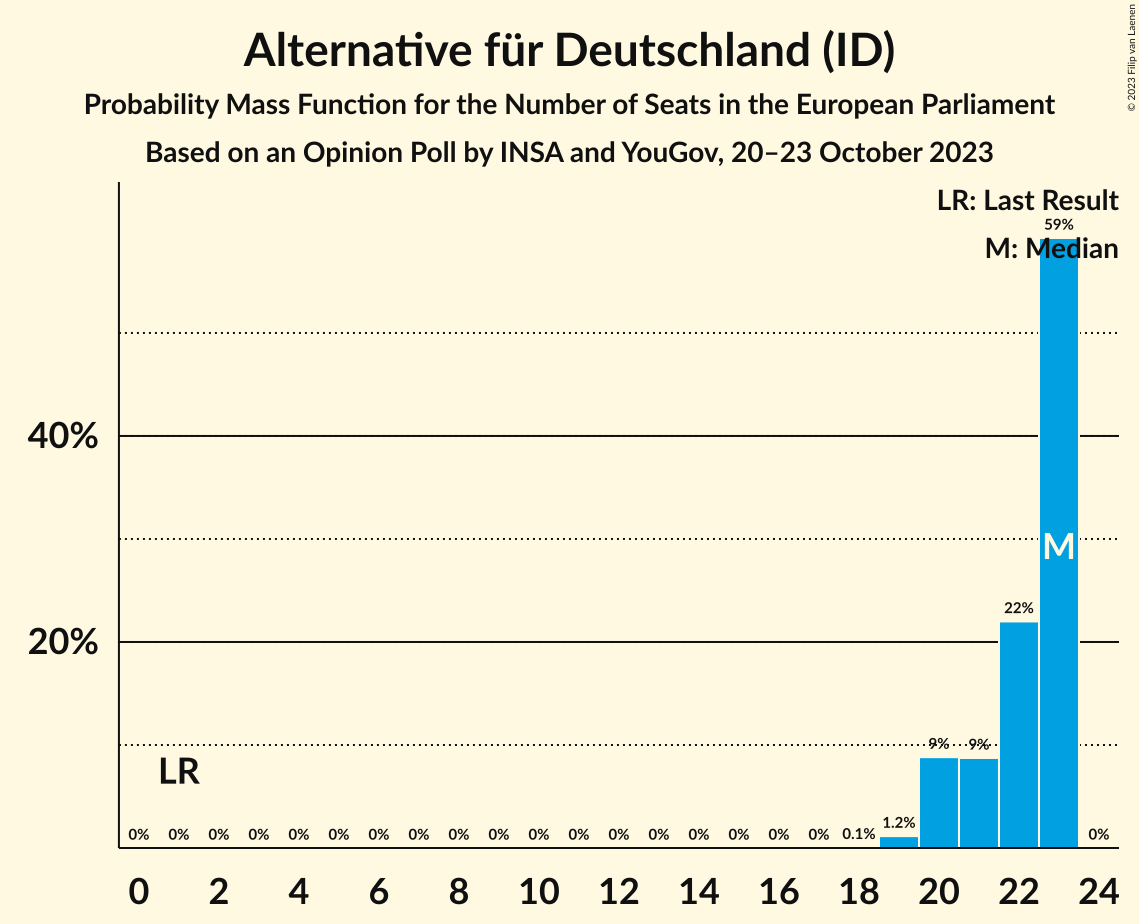 Alternative für Deutschland (ID)
Probability Mass Function for the Number of Seats in the European Parliament
Based on an Opinion Poll by INSA and YouGov, 20–23 October 2023
© 2023 Filip van Laenen
LR: Last Result
59%
M: Median
40%
M
22%
20%
9% 9%
LR
1.2%
0% 0% 0% 0% 0% 0% 0% 0% 0% 0% 0% 0% 0% 0% 0% 0% 0% 0% 0.1% 0%
0 2 4 6 8 10 12 14 16 18 20 22 24